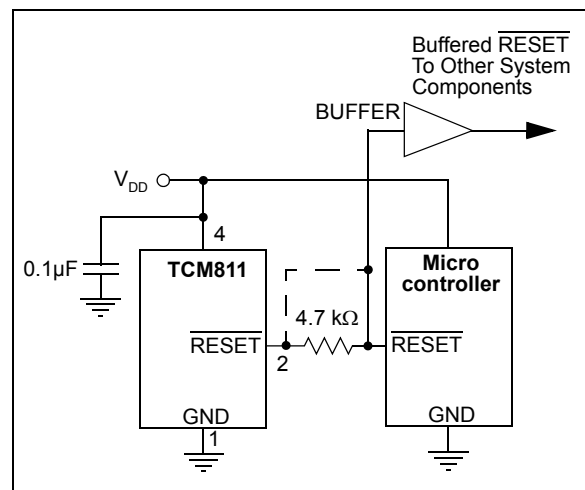 Buffered RESET
To Other System
Components
BUFFER
VDD
4
0.1µF
TCM811
Micro
controller
4.7 kΩ
RESET
2
RESET
GND
1
GND